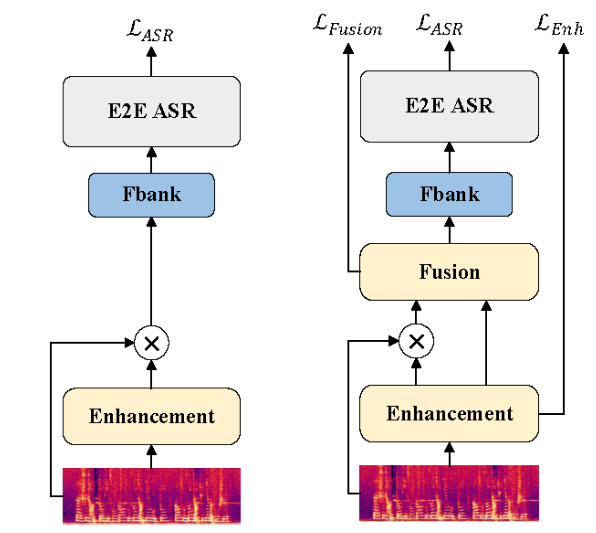 ℒ_ASR
E2E ASR
Fbank
×
Enhancement
ℒ_Fusion ℒ_ASR ℒ_Enh
E2E ASR
Fbank
Fusion
×
Enhancement